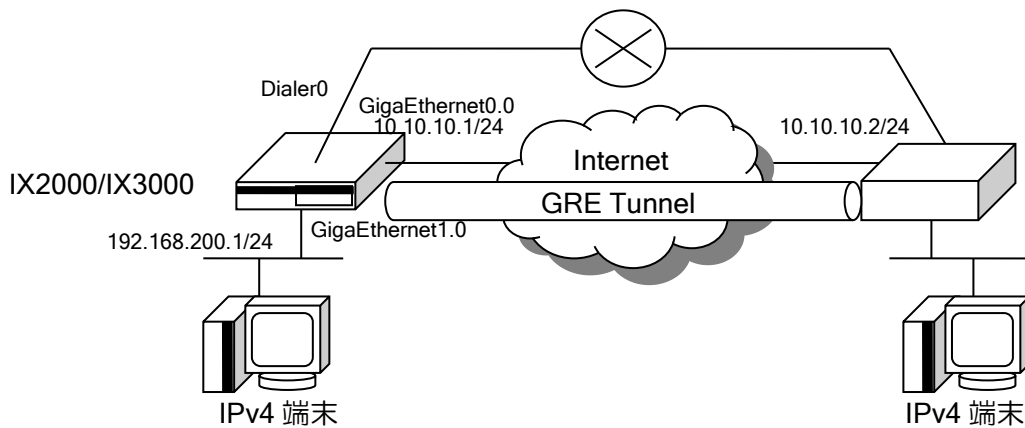 Dialer0
GigaEthernet0.0
10.10.10.1/24
10.10.10.2/24
Internet
IX2000/IX3000
GRE Tunnel
GigaEthernet1.0
192.168.200.1/24
IPv4 端末
IPv4 端末